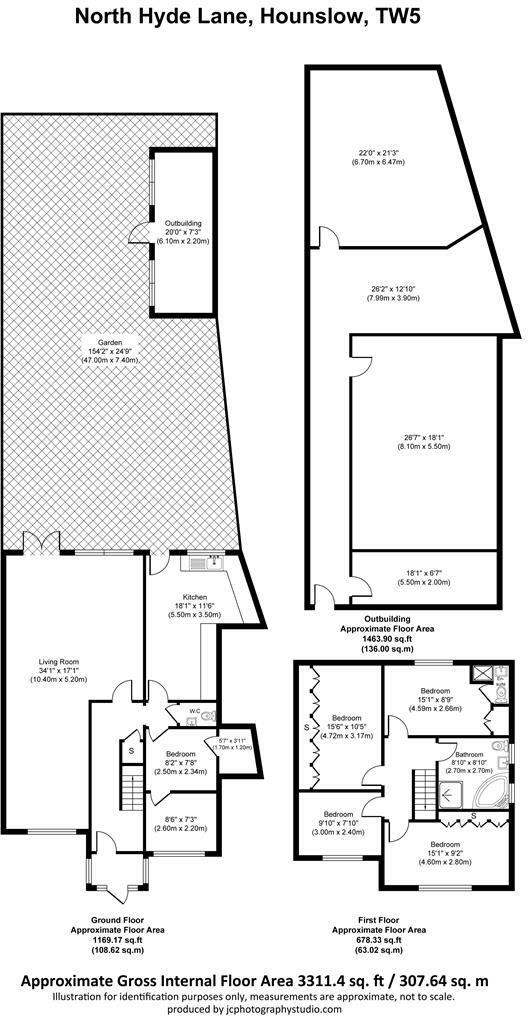 North Hyde Lane, Hounslow, TW5
22'0" x 21'3"
(6.70m x 6.47m)
Outbuilding
20'0" x 7'3"
(6.10m x 2.20m)
26'2" x 12'10"
(7.99m x 3.90m)
Garden
154'2" x 24'9"
(47.00m x 7.40m)
26'7" x 18'1"
(8.10m x 5.50m)
18'1" x 6'7"
(5.50m x 2.00m)
Outbuilding
Approximate Floor Area
1463.90 sq.ft
(136.00 sq.m)
Kitchen
18'1" x 11'6"
(5.50m x 3.50m)
Living Room
34'1" x 17'1"
(10.40m x 5.20m)
W.C
S
5'7" x 3'11"
(1.70m x 1.20m)
Bedroom
8'2" x 7'8"
(2.50m x 2.34m)
8'6" x 7'3"
(2.60m x 2.20m)
Ground Floor
Approximate Floor Area
1169.17 sq.ft
(108.62 sq.m)
En
suite
Bedroom
15'1" x 8'9"
(4.59m x 2.66m)
S
Bedroom
15'6" x 10'5"
(4.72m x 3.17m)
Bathroom
8'10" x 8'10"
(2.70m x 2.70m)
Bedroom
9'10" x 7'10"
(3.00m x 2.40m)
S
Bedroom
15'1" x 9'2"
(4.60m x 2.80m)
First Floor
Approximate Floor Area
678.33 sq.ft
(63.02 sq.m)
Approximate Gross Internal Floor Area 3311.4 sq. ft / 307.64 sq. m
Illustration for identification purposes only, measurements are approximate, not to scale.
produced by jcphotographystudio.com